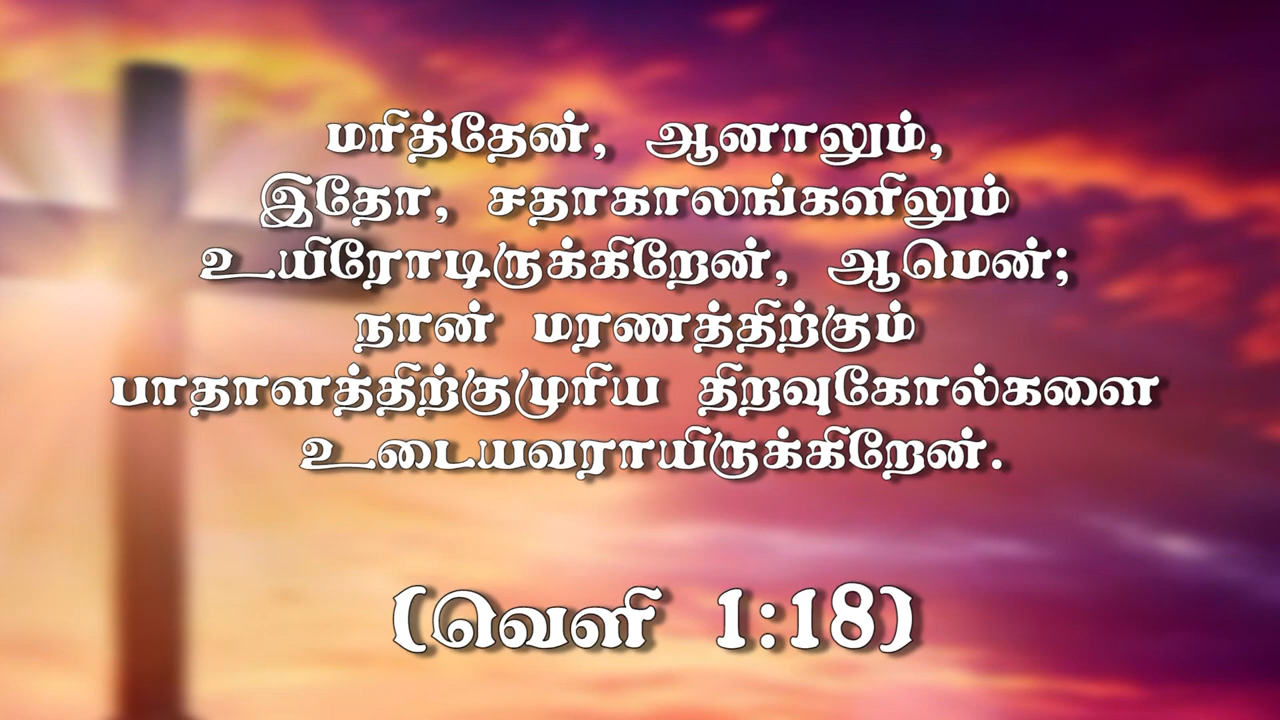 மரித்தேன், ஆனாலும்,
இதோ, சதாகாலங்களிலும்
உயிரோடிருக்கிறேன், ஆமென்;
நான் மரணத்திற்கும்
பாதாளத்திற்குமுரிய திறவுகோல்களை
உடையவராயிருக்கிறேன்.
(வெளி 1:18)